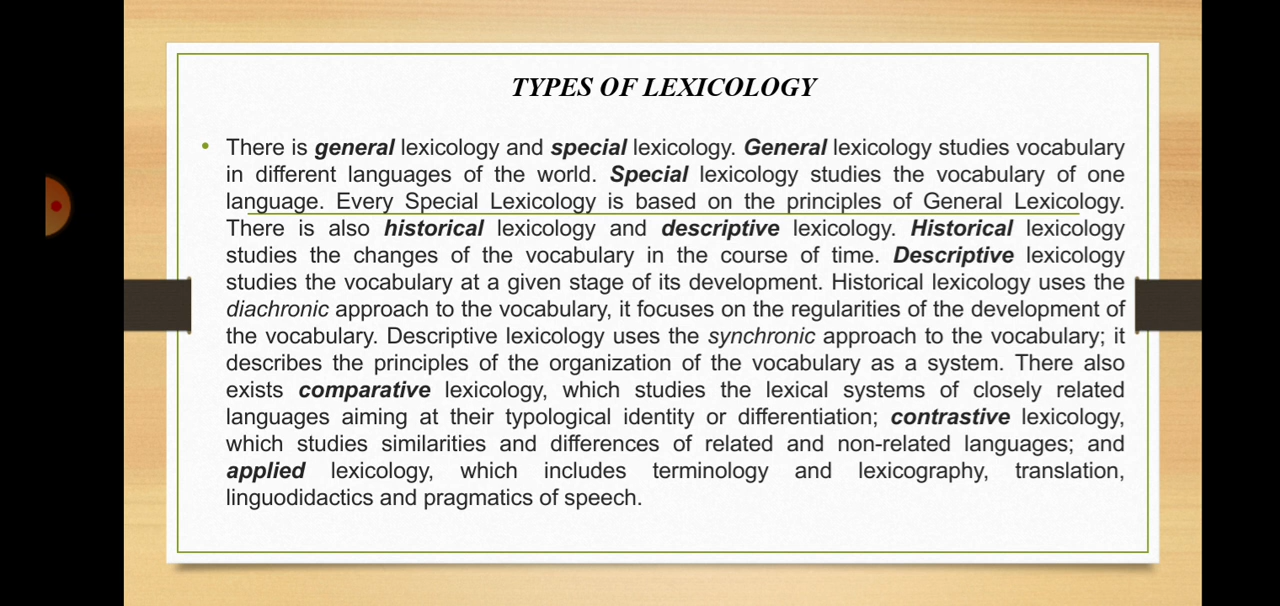 TYPES OF LEXICOLOGY
• There is general lexicology and special lexicology. General lexicology studies vocabulary
in different languages of the world. Special lexicology studies the vocabulary of one
language. Every Special Lexicology is based on the principles of General Lexicology.
There is also historical lexicology and descriptive lexicology. Historical lexicology
studies the changes of the vocabulary in the course of time. Descriptive lexicology
studies the vocabulary at a given stage of its development. Historical lexicology uses the
diachronic approach to the vocabulary, it focuses on the regularities of the development of
the vocabulary. Descriptive lexicology uses the synchronic approach to the vocabulary; it
describes the principles of the organization of the vocabulary as a system. There also
exists comparative lexicology, which studies the lexical systems of closely related
languages aiming at their typological identity or differentiation; contrastive lexicology,
which studies similarities and differences of related and non-related languages; and
applied lexicology, which includes terminology and lexicography, translation,
linguodidactics and pragmatics of speech.